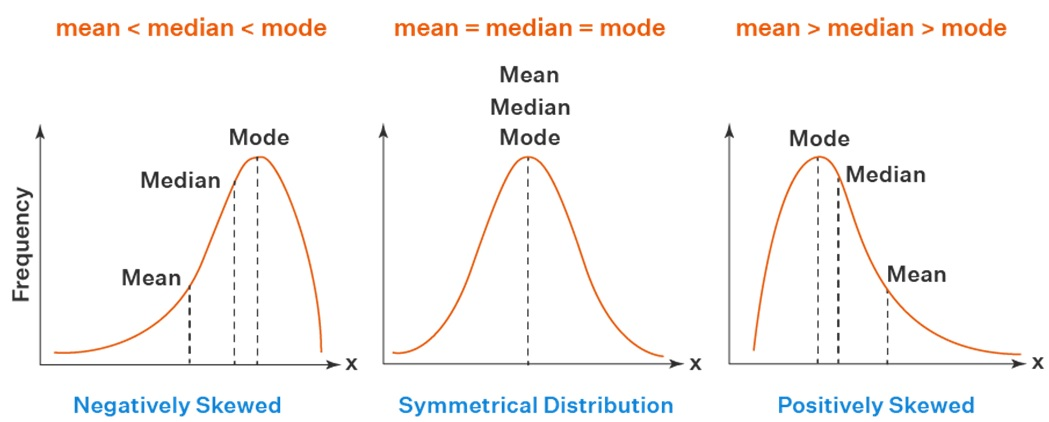 mean < median < mode
mean = median = mode
mean > median > mode
Mean
Median
Mode
Mode
Median
Mean
Frequency
x
x
Mode
Median
Mean
x
Negatively Skewed
Symmetrical Distribution
Positively Skewed